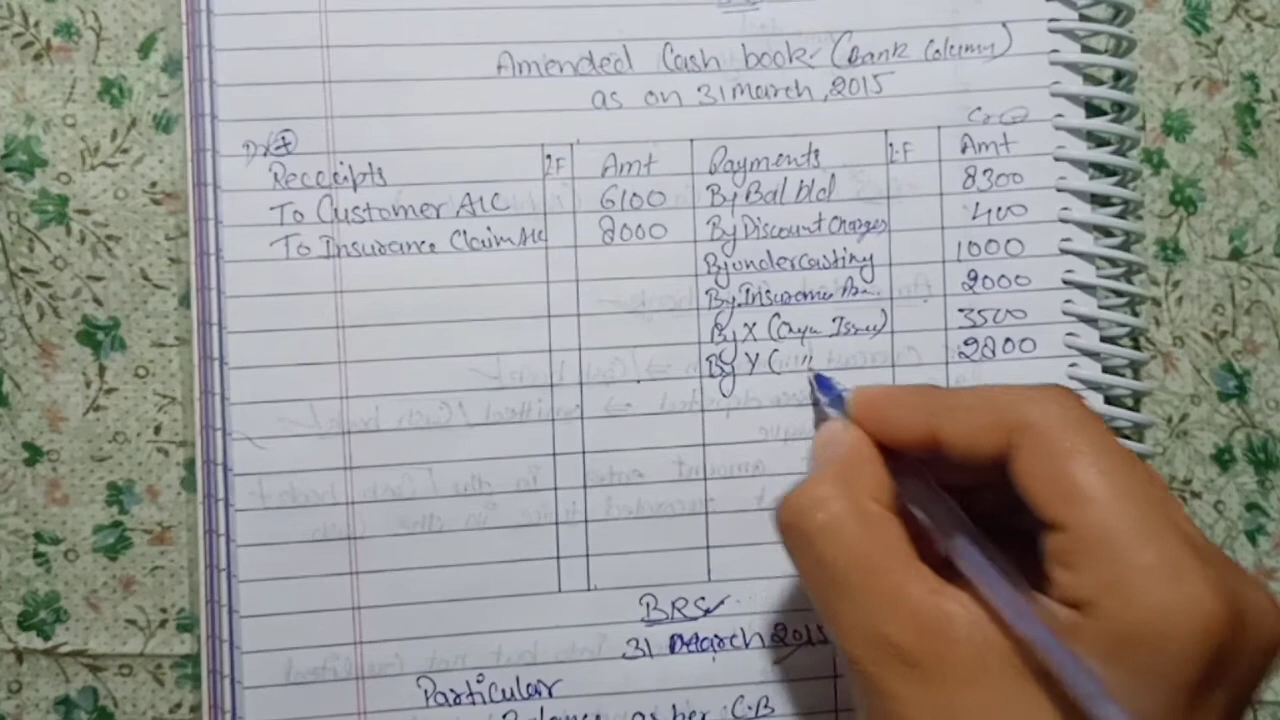 Amended Cash book (Bank Column)
as on 31 March, 2015
Dr + Cr -
Receipts L.F Amt Payments L.F Amt
To Customer A/C 6100 By Bal b/d 8300
To Insurance Claim A/c 8000 By Discount Charges 400
By undercasting 1000
By Insurance 2000
By X ( Issue) 3500
By Y ( " 2800
BRS
31 March 2015
Particular
Balance as per C.B